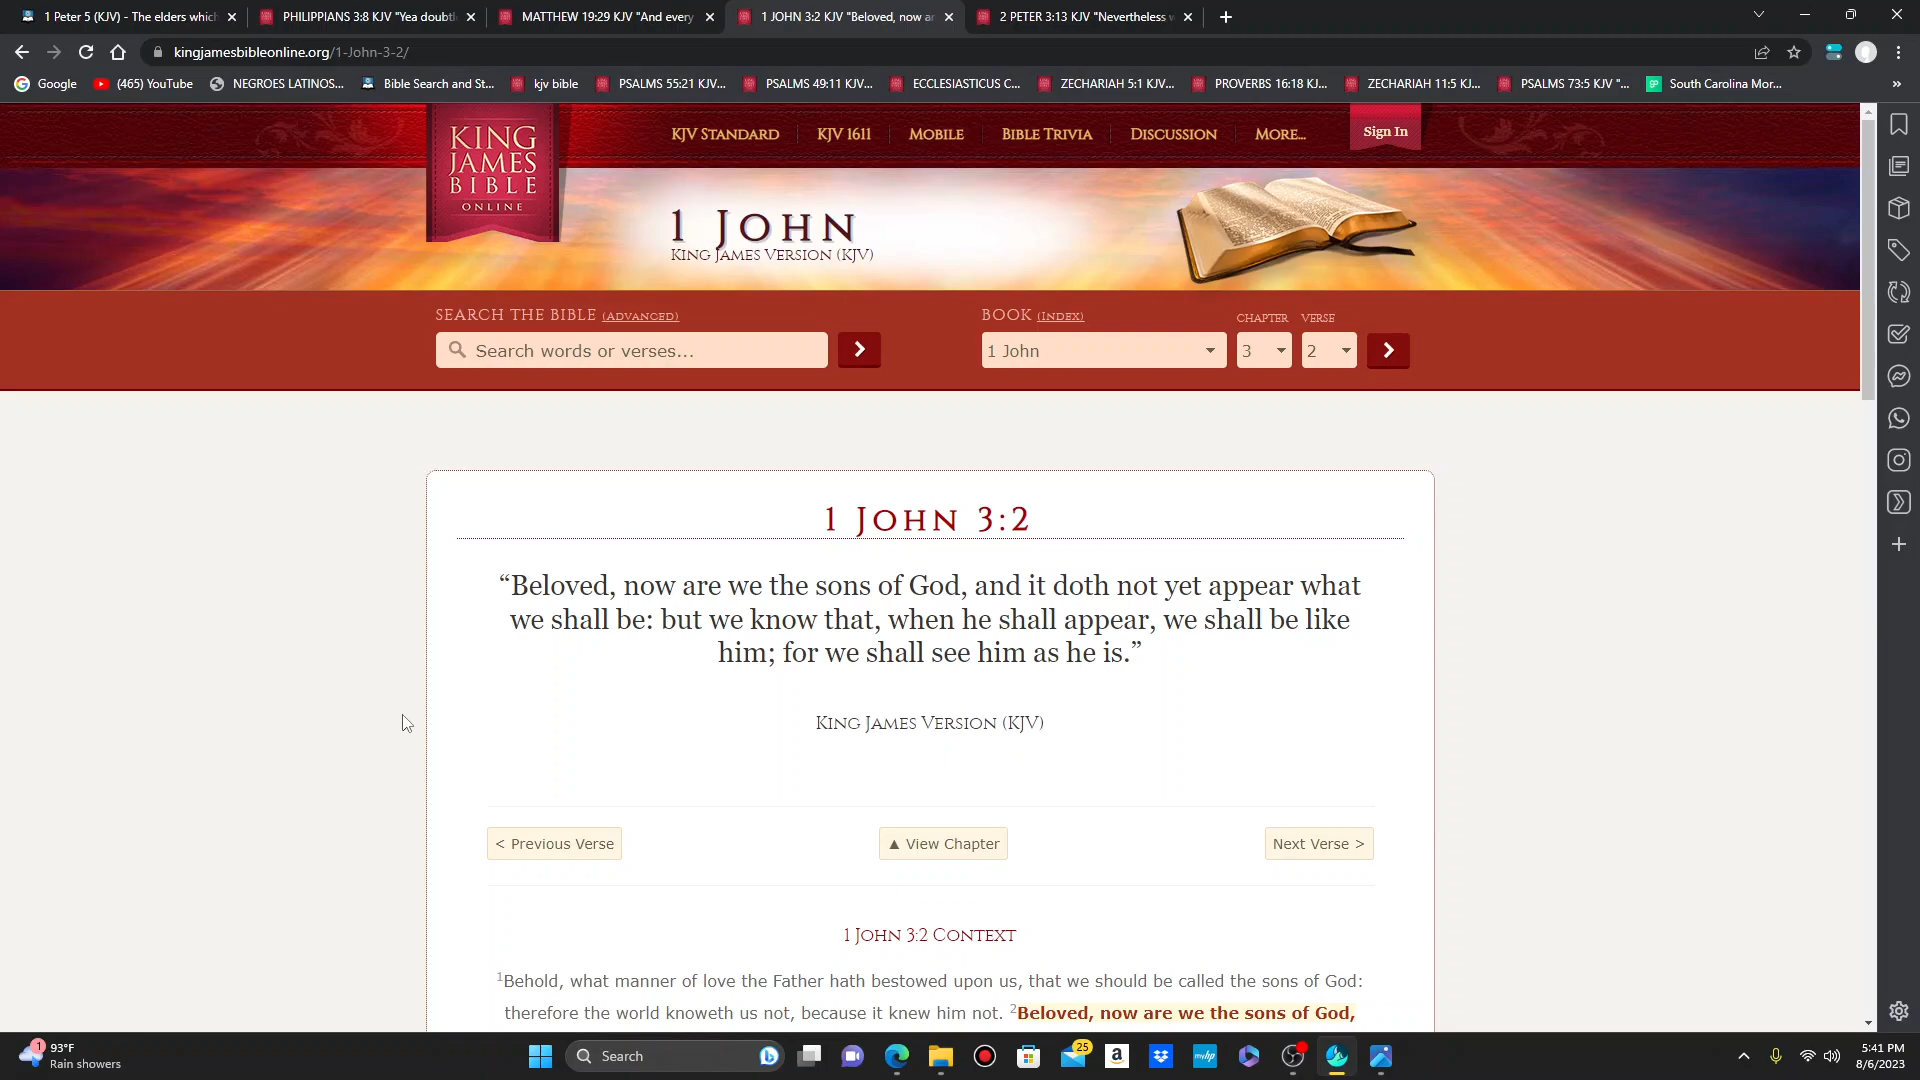 1 Peter 5 (KJV) - The elders which
PHILIPPIANS 3:8 KJV "Yea doubtl
MATTHEW 19:29 KJV "And every
1 JOHN 3:2 KJV "Beloved, now ar
2 PETER 3:13 KJV "Nevertheless w
kingjamesbibleonline.org/1-John-3-2/
Google
(465) YouTube
NEGROES LATINOS...
Bible Search and St...
kjv bible
PSALMS 55:21 KJV...
PSALMS 49:11 KJV...
ECCLESIASTICUS C...
ZECHARIAH 5:1 KJV...
PROVERBS 16:18 KJ...
ZECHARIAH 11:5 KJ...
PSALMS 73:5 KJV "...
South Carolina Mor...
KING
JAMES
BIBLE
ONLINE
KJV STANDARD
KJV 1611
MOBILE
BIBLE TRIVIA
DISCUSSION
MORE...
Sign In
1 JOHN
KING JAMES VERSION (KJV)
SEARCH THE BIBLE (ADVANCED)
Search words or verses...
BOOK (INDEX)
CHAPTER
VERSE
1 John
3
2
1 JOHN 3:2
“Beloved, now are we the sons of God, and it doth not yet appear what
we shall be: but we know that, when he shall appear, we shall be like
him; for we shall see him as he is.”
KING JAMES VERSION (KJV)
< Previous Verse
▲ View Chapter
Next Verse >
1 JOHN 3:2 CONTEXT
1Behold, what manner of love the Father hath bestowed upon us, that we should be called the sons of God:
therefore the world knoweth us not, because it knew him not. 2Beloved, now are we the sons of God,
1
93°F
Rain showers
Search
25
a
myhp
5:41 PM
8/6/2023